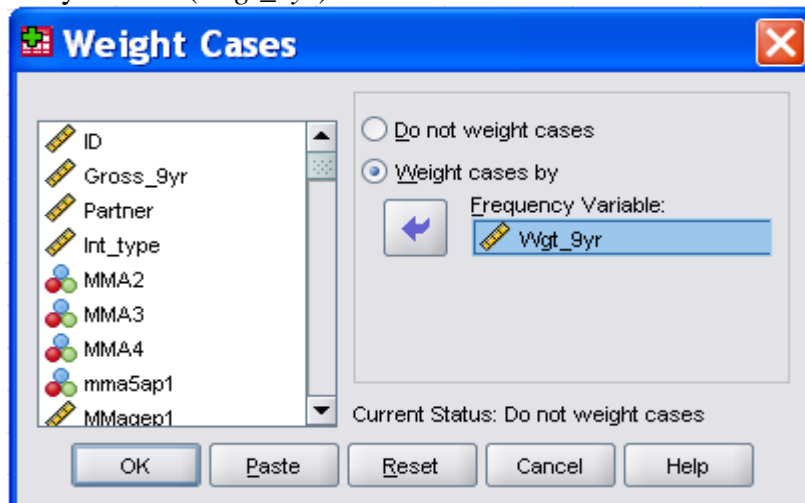 Weight Cases
ID
Gross_9yr
Partner
Int_type
MMA2
MMA3
MMA4
mma5ap1
MMagep1
Do not weight cases
Weight cases by
Frequency Variable:
Wgt_9yr
Current Status: Do not weight cases
OK
Paste
Reset
Cancel
Help